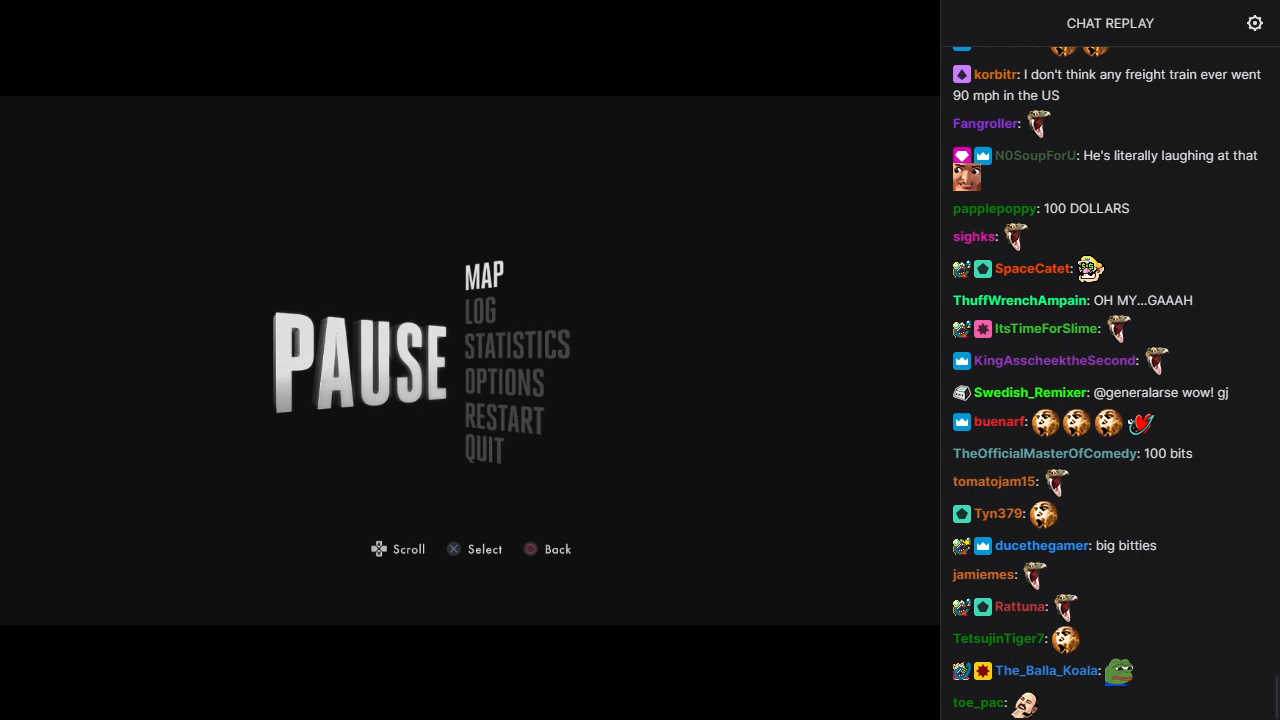 PAUSE
MAP
LOG
STATISTICS
OPTIONS
RESTART
QUIT
Scroll
Select
Back
CHAT REPLAY
korbitr: I don't think any freight train ever went
90 mph in the US
Fangroller:
N0SoupForU: He's literally laughing at that
papplepoppy: 100 DOLLARS
sighks:
SpaceCatet:
ThuffWrenchAmpain: OH MY...GAAAH
ItsTimeForSlime:
KingAsscheektheSecond:
Swedish_Remixer: @generalarse wow! gj
buenarf:
TheOfficialMasterOfComedy: 100 bits
tomatojam15:
Tyn379:
ducethegamer: big bitties
jamiemes:
Rattuna:
TetsujinTiger7:
The_Balla_Koala:
toe_pac: